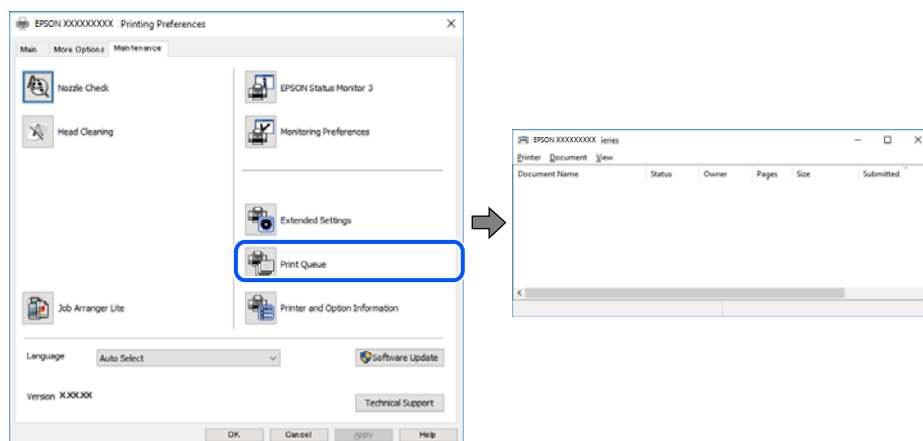 EPSON XXXXXXXXX Printing Preferences
Main More Options Maintenance
Nozzle Check
Head Cleaning
Job Arranger Lite
EPSON Status Monitor 3
Monitoring Preferences
Extended Settings
Print Queue
Printer and Option Information
Language Auto Select Software Update
Version X.XX.XX
Technical Support
OK Cancel Apply Help
EPSON XXXXXXXXX ieries
Printer Document View
Document Name Status Owner Pages Size Submitted